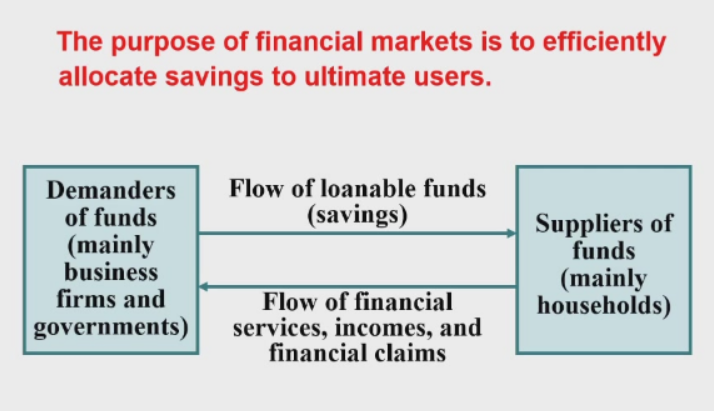 The purpose of financial markets is to efficiently
allocate savings to ultimate users.
Demanders
of funds
(mainly
business
firms and
governments)
Flow of loanable funds
(savings)
Flow of financial
services, incomes, and
financial claims
Suppliers of
funds
(mainly
households)